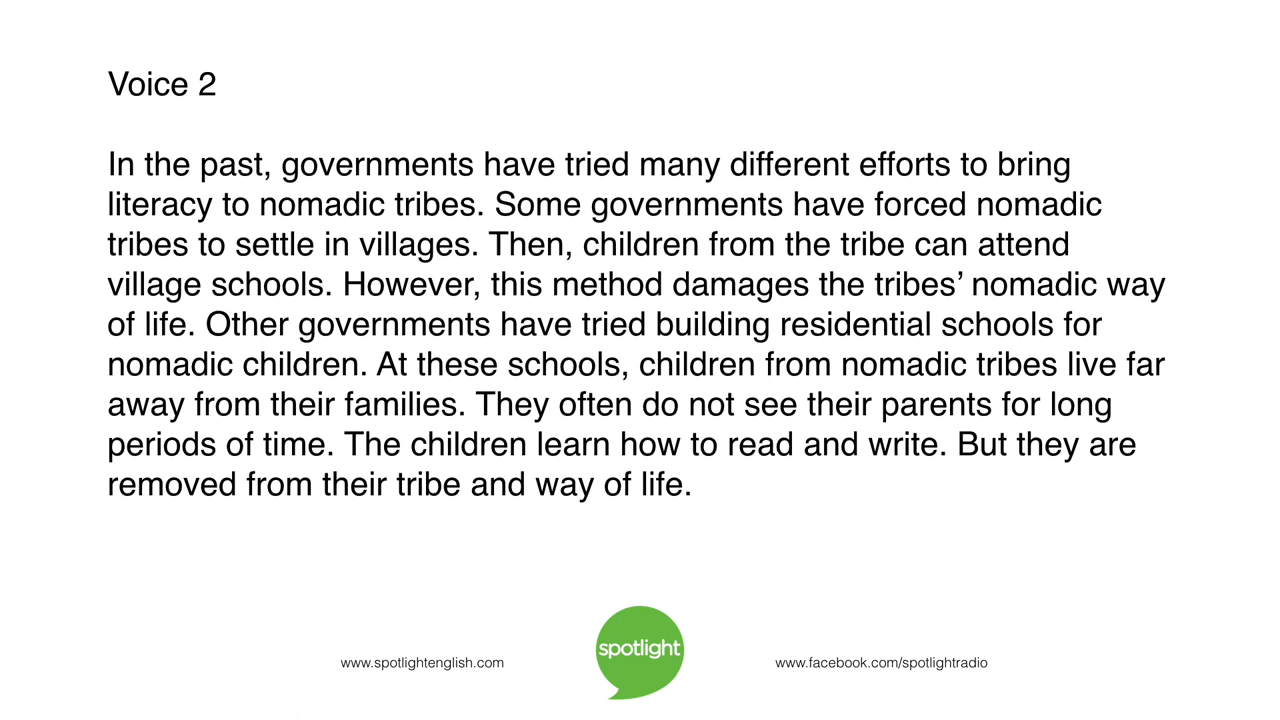 Voice 2
In the past, governments have tried many different efforts to bring
literacy to nomadic tribes. Some governments have forced nomadic
tribes to settle in villages. Then, children from the tribe can attend
village schools. However, this method damages the tribes’ nomadic way
of life. Other governments have tried building residential schools for
nomadic children. At these schools, children from nomadic tribes live far
away from their families. They often do not see their parents for long
periods of time. The children learn how to read and write. But they are
removed from their tribe and way of life.
www.spotlightenglish.com
spotlight
www.facebook.com/spotlightradio